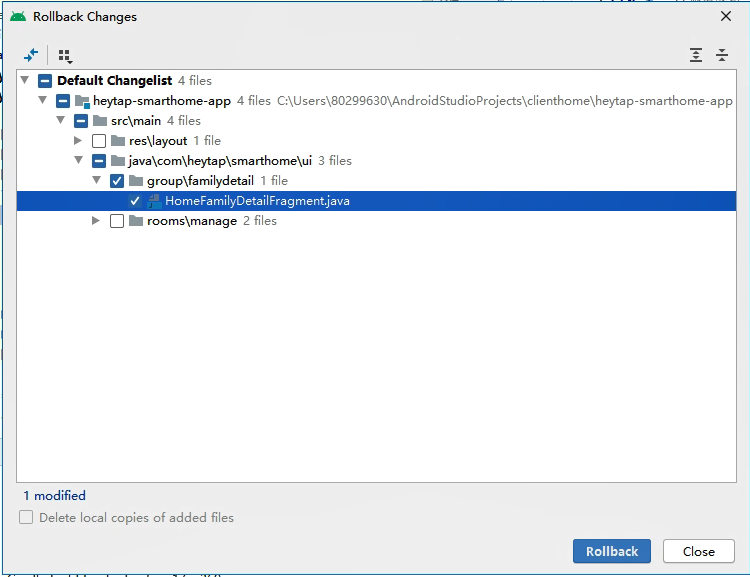 Rollback Changes
Default Changelist 4 files
heytap-smarthome-app 4 files C:\Users\80299630\AndroidStudioProjects\clienthome\heytap-smarthome-app
src\main 4 files
res\layout 1 file
java\com\heytap\smarthome\ui 3 files
group\familydetail 1 file
HomeFamilyDetailFragment.java
rooms\manage 2 files
1 modified
Delete local copies of added files
Rollback
Close